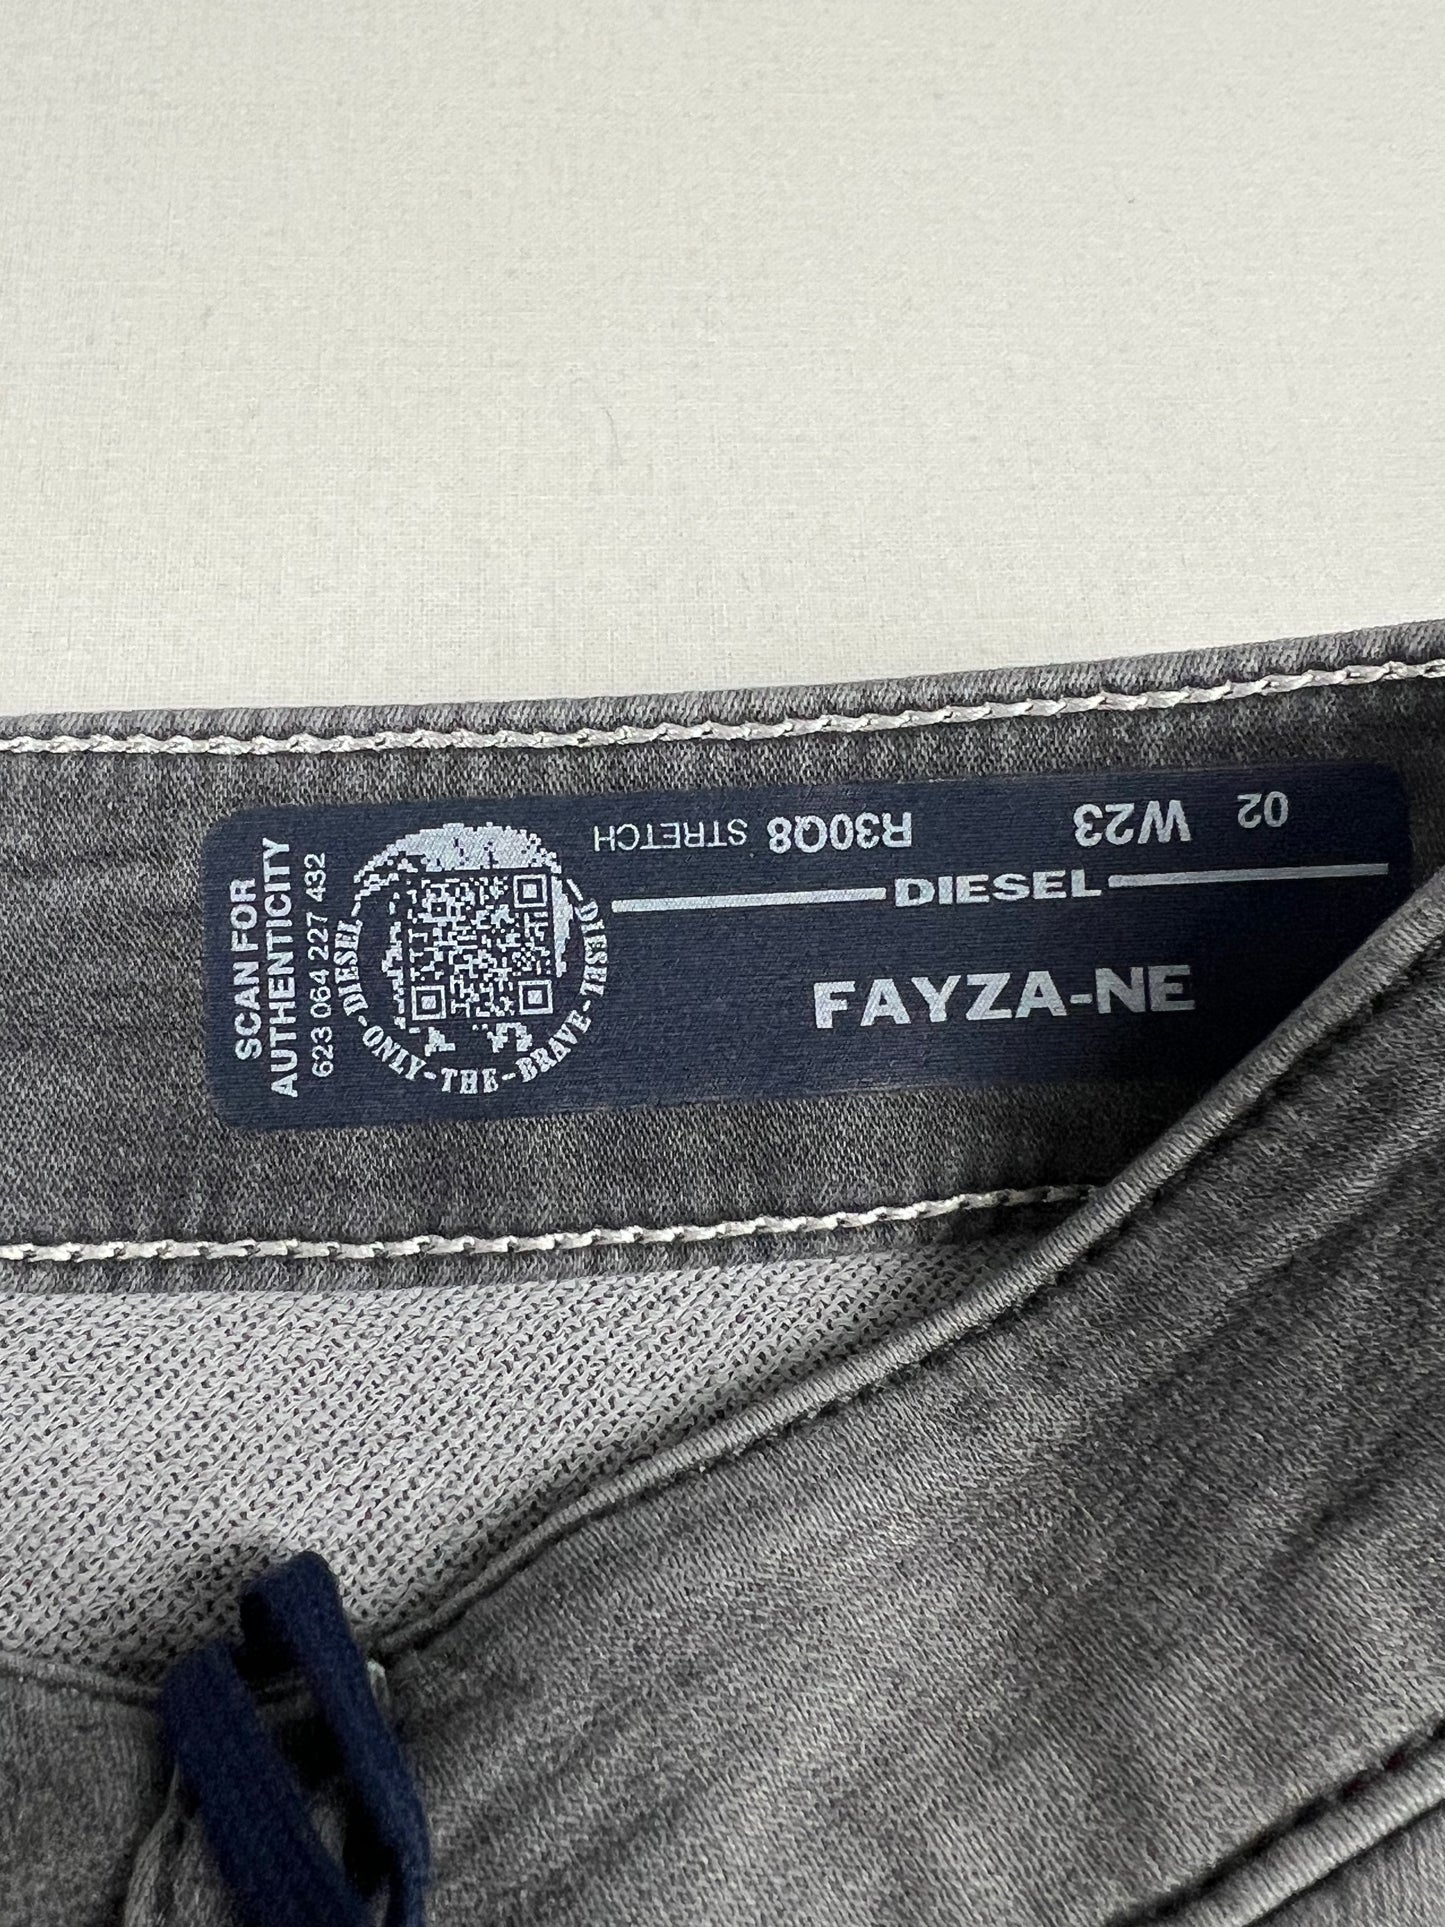 SCAN FOR
AUTHENTICITY
623 064 227 432
DIESEL-ONLY-THE-BRAVE-DIESEL
R30Q8 STRETCH
02 W23
DIESEL
FAYZA-NE